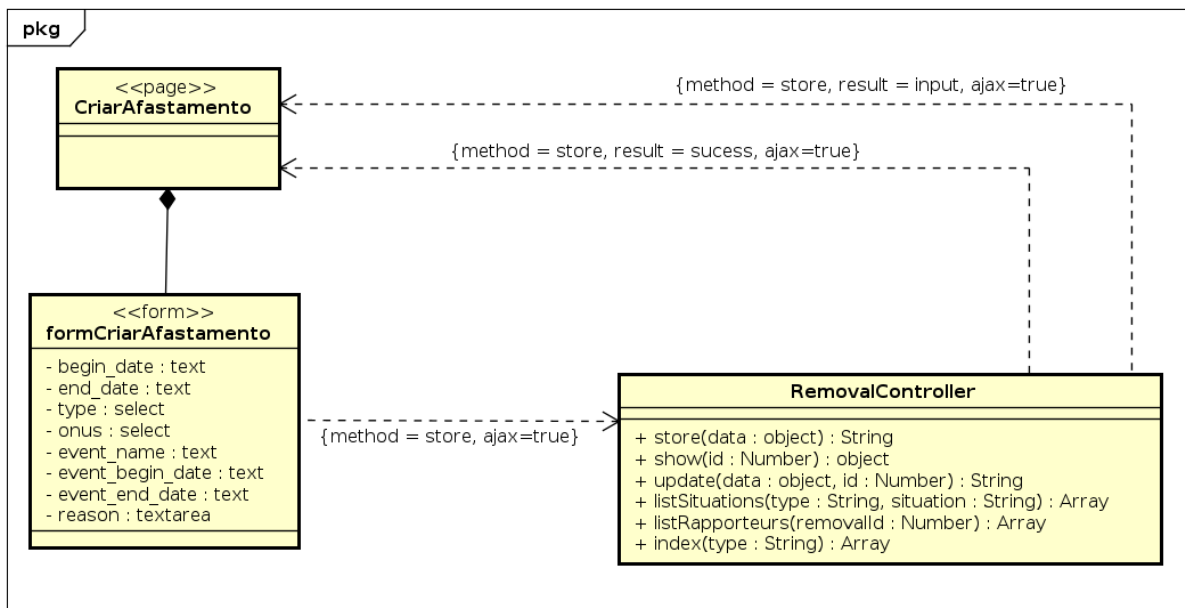 pkg
<<page>>
CriarAfastamento
{method = store, result = input, ajax=true}
{method = store, result = sucess, ajax=true}
<<form>>
formCriarAfastamento
- begin_date : text
- end_date : text
- type : select
- onus : select
- event_name : text
- event_begin_date : text
- event_end_date : text
- reason : textarea
{method = store, ajax=true}
RemovalController
+ store(data : object) : String
+ show(id : Number) : object
+ update(data : object, id : Number) : String
+ listSituations(type : String, situation : String) : Array
+ listRapporteurs(removalId : Number) : Array
+ index(type : String) : Array